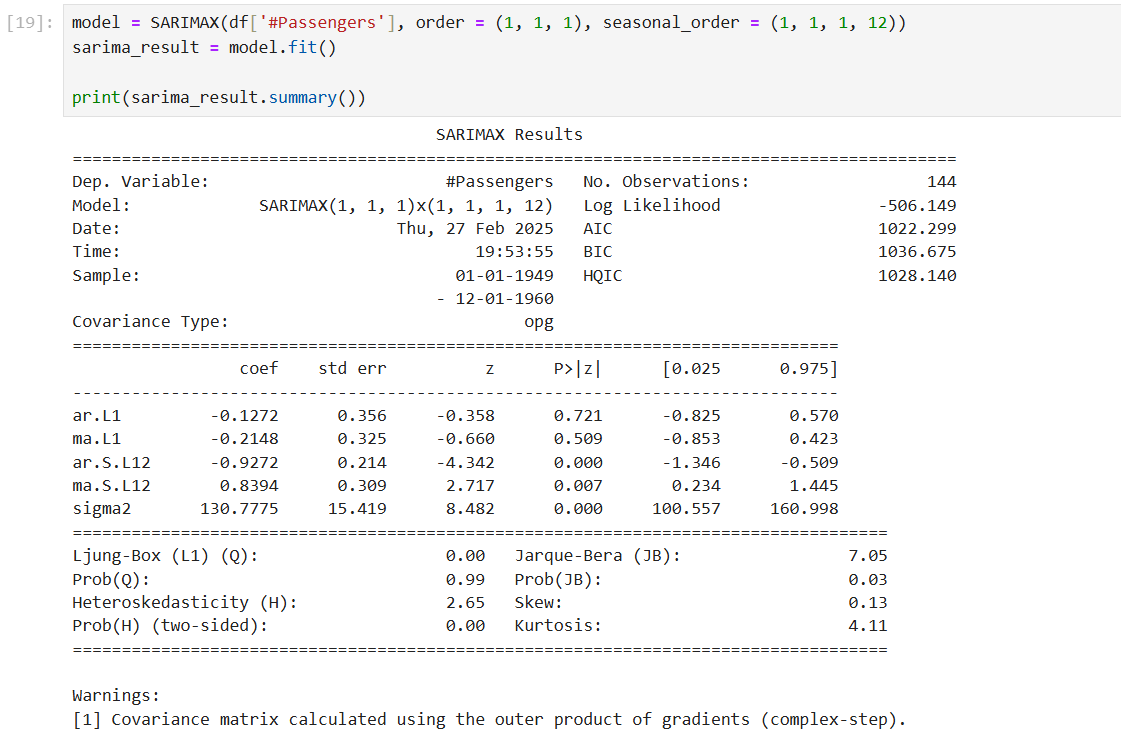 [19]: model = SARIMAX(df['#Passengers'], order = (1, 1, 1), seasonal_order = (1, 1, 1, 12))
sarima_result = model.fit()
print(sarima_result.summary())
SARIMAX Results
==========================================================================================
Dep. Variable: #Passengers No. Observations: 144
Model: SARIMAX(1, 1, 1)x(1, 1, 1, 12) Log Likelihood -506.149
Date: Thu, 27 Feb 2025 AIC 1022.299
Time: 19:53:55 BIC 1036.675
Sample: 01-01-1949 HQIC 1028.140
- 12-01-1960
Covariance Type: opg
==============================================================================
coef std err z P>|z| [0.025 0.975]
------------------------------------------------------------------------------
ar.L1 -0.1272 0.356 -0.358 0.721 -0.825 0.570
ma.L1 -0.2148 0.325 -0.660 0.509 -0.853 0.423
ar.S.L12 -0.9272 0.214 -4.342 0.000 -1.346 -0.509
ma.S.L12 0.8394 0.309 2.717 0.007 0.234 1.445
sigma2 130.7775 15.419 8.482 0.000 100.557 160.998
===================================================================================
Ljung-Box (L1) (Q): 0.00 Jarque-Bera (JB): 7.05
Prob(Q): 0.99 Prob(JB): 0.03
Heteroskedasticity (H): 2.65 Skew: 0.13
Prob(H) (two-sided): 0.00 Kurtosis: 4.11
===================================================================================
Warnings:
[1] Covariance matrix calculated using the outer product of gradients (complex-step).